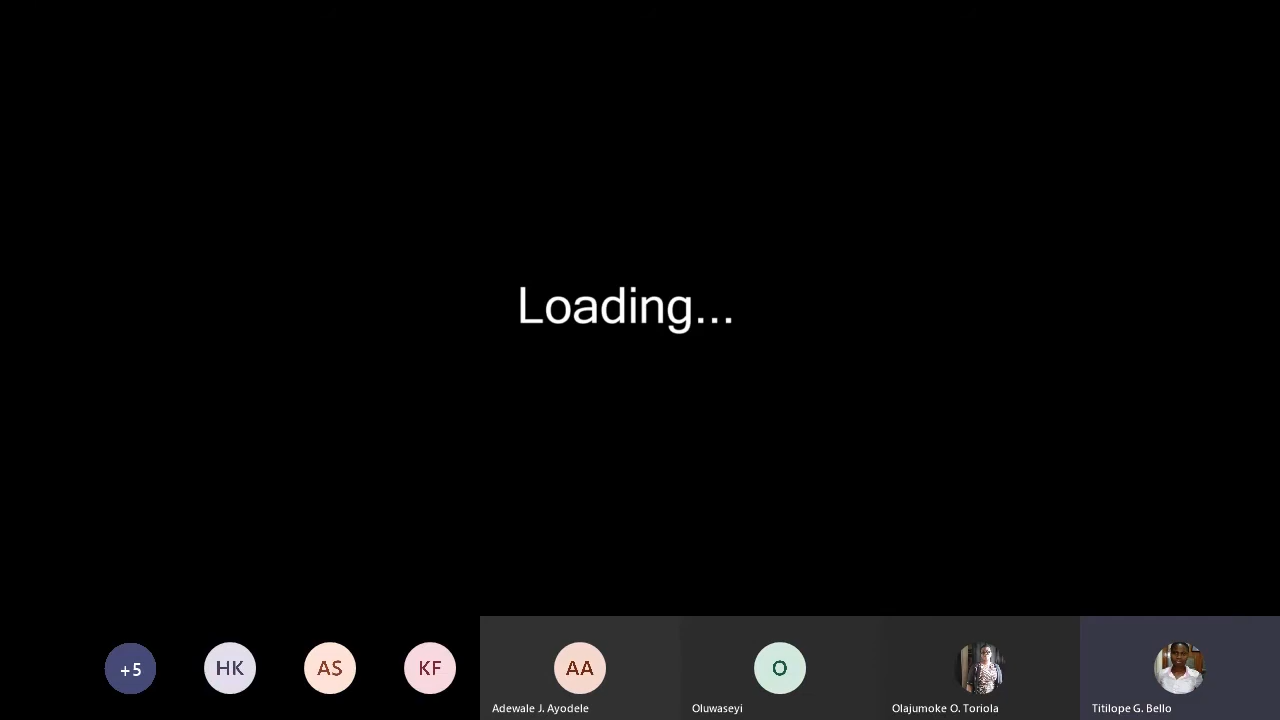 Loading...
+5
HK
AS
KF
AA
O
Adewale J. Ayodele
Oluwaseyi
Olajumoke O. Toriola
Titilope G. Bello